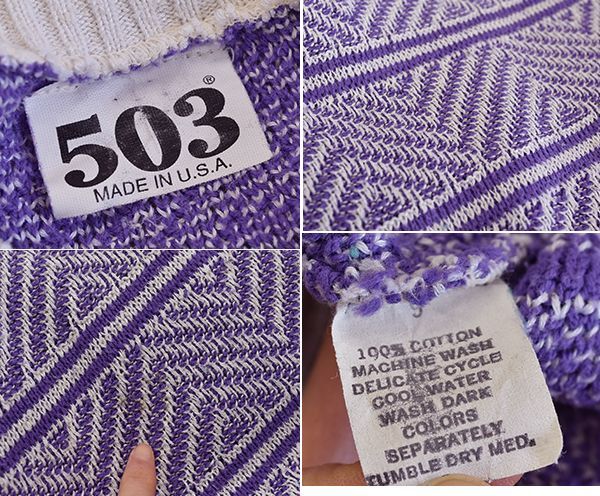 503®
MADE IN U.S.A.
100% COTTON
MACHINE WASH
DELICATE CYCLE
COOL WATER
WASH DARK
COLORS
SEPARATELY
TUMBLE DRY MED.